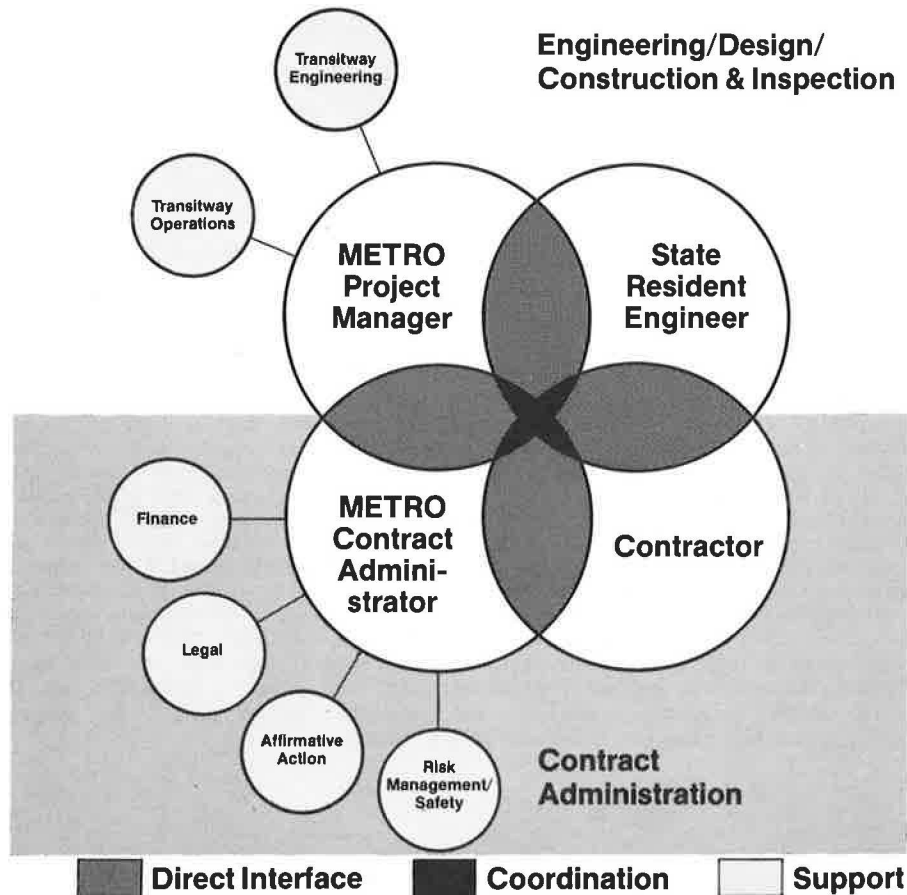 Transitway
Engineering
Engineering/Design/
Construction & Inspection
Transitway
Operations
METRO
Project
Manager
State
Resident
Engineer
Finance
METRO
Contract
Admini-
strator
Contractor
Legal
Affirmative
Action
Risk
Management/
Safety
Contract
Administration
Direct Interface
Coordination
Support